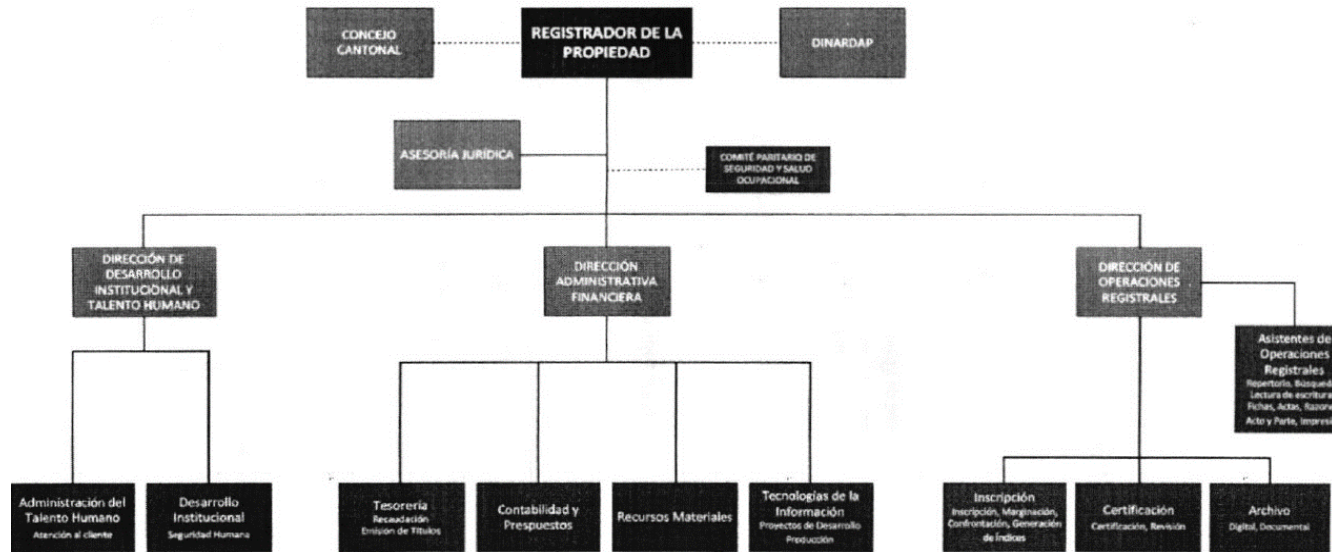 CONCEJO
CANTONAL
REGISTRADOR DE LA
PROPIEDAD
DINARDAP
ASESORÍA JURÍDICA
COMITÉ PARITARIO DE
SEGURIDAD Y SALUD
OCUPACIONAL
DIRECCIÓN DE
DESARROLLO
INSTITUCIONAL Y
TALENTO HUMANO
DIRECCIÓN
ADMINISTRATIVA
FINANCIERA
DIRECCIÓN DE
OPERACIONES
REGISTRALES
Asistentes de
Operaciones
Registrales
Repertorio, Búsqued
Lectura de escritura
Fichas, Actas, Razone
Acto y Parte, Impresi
Administración del
Talento Humano
Atención al cliente
Desarrollo
Institucional
Seguridad Humana
Tesorería
Recaudación
Emisión de Títulos
Contabilidad y
Prespuestos
Recursos Materiales
Tecnologías de la
Información
Proyectos de Desarrollo
Producción
Inscripción
Inscripción, Marginación,
Confrontación, Generación
de Índices
Certificación
Certificación, Revisión
Archivo
Digital, Documental